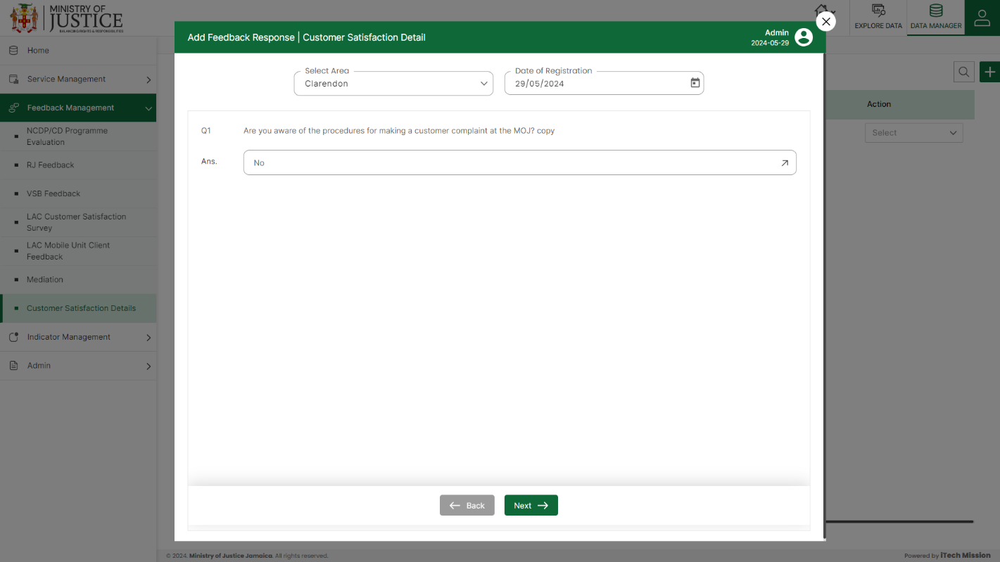 MINISTRY OF
JUSTICE
BALANCING RIGHTS & RESPONSIBILITIES
EXPLORE DATA
DATA MANAGER
Home
Service Management
Feedback Management
NCDP/CD Programme
Evaluation
RJ Feedback
VSB Feedback
LAC Customer Satisfaction
Survey
LAC Mobile Unit Client
Feedback
Mediation
Customer Satisfaction Details
Indicator Management
Admin
Add Feedback Response | Customer Satisfaction Detail
Admin
2024-05-29
Select Area
Clarendon
Date of Registration
29/05/2024
Q1 Are you aware of the procedures for making a customer complaint at the MOJ? copy
Ans. No
Back
Next
Action
Select
© 2024. Ministry of Justice Jamaica. All rights reserved.
Powered by iTech Mission